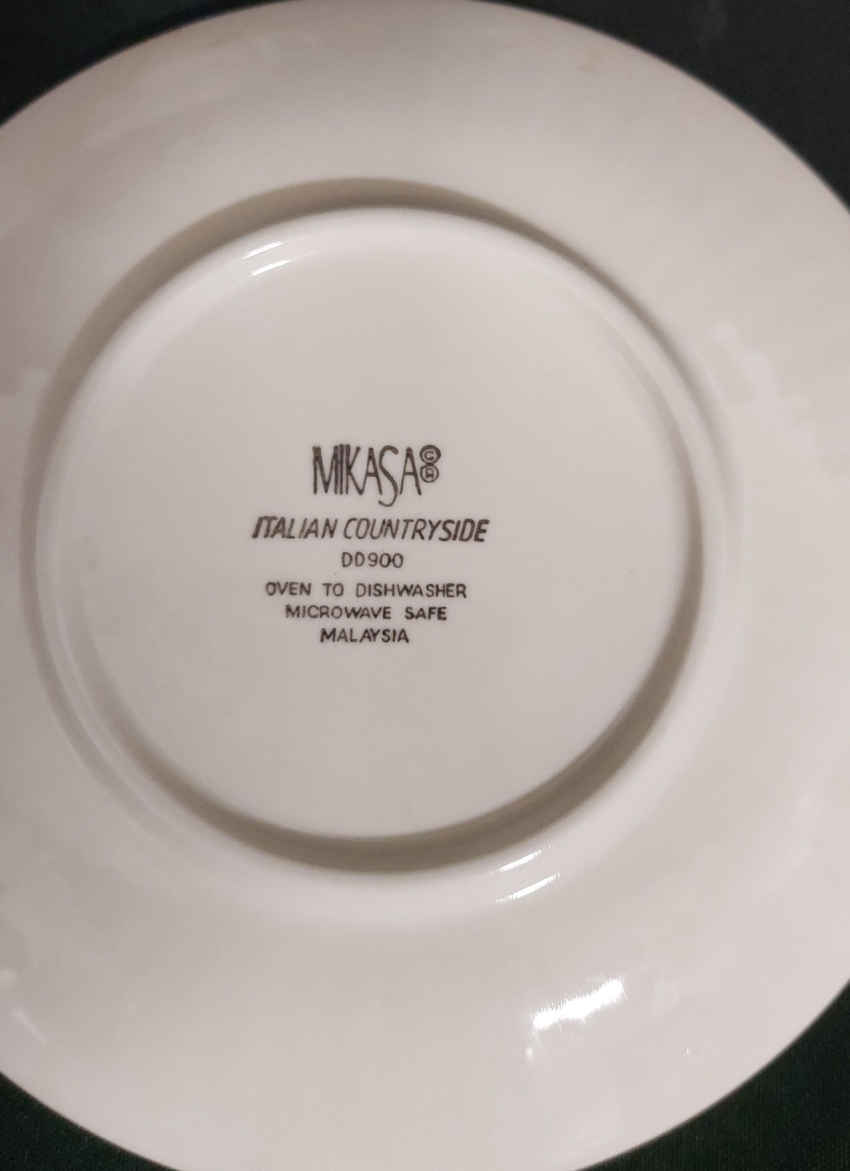 MIKASA
ITALIAN COUNTRYSIDE
DD900
OVEN TO DISHWASHER
MICROWAVE SAFE
MALAYSIA